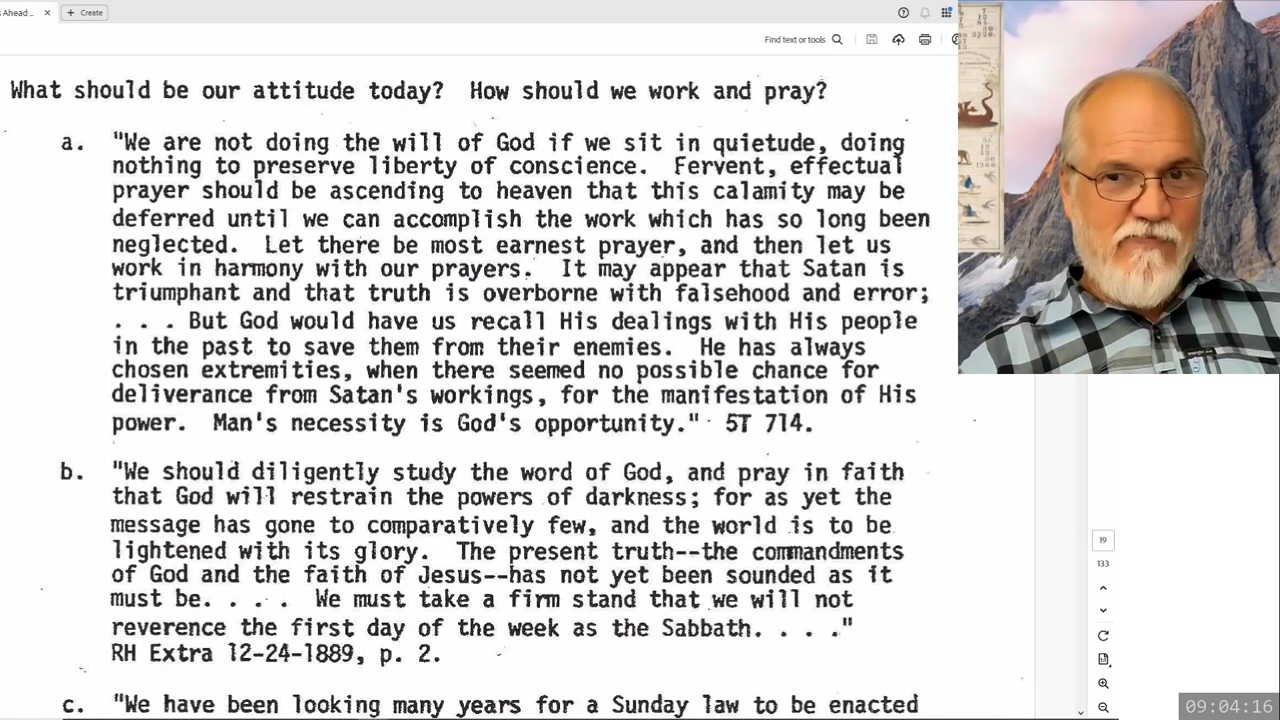 s Ahead ...
Create
Find text or tools
What should be our attitude today? How should we work and pray?
a. "We are not doing the will of God if we sit in quietude, doing
nothing to preserve liberty of conscience. Fervent, effectual
prayer should be ascending to heaven that this calamity may be
deferred until we can accomplish the work which has so long been
neglected. Let there be most earnest prayer, and then let us
work in harmony with our prayers. It may appear that Satan is
triumphant and that truth is overborne with falsehood and error;
. . . But God would have us recall His dealings with His people
in the past to save them from their enemies. He has always
chosen extremities, when there seemed no possible chance for
deliverance from Satan's workings, for the manifestation of His
power. Man's necessity is God's opportunity." 5T 714.
b. "We should diligently study the word of God, and pray in faith
that God will restrain the powers of darkness; for as yet the
message has gone to comparatively few, and the world is to be
lightened with its glory. The present truth--the commandments
of God and the faith of Jesus--has not yet been sounded as it
must be. . . . We must take a firm stand that we will not
reverence the first day of the week as the Sabbath. . . ."
RH Extra 12-24-1889, p. 2.
c. "We have been looking many years for a Sunday law to be enacted
19
133
09:04:16